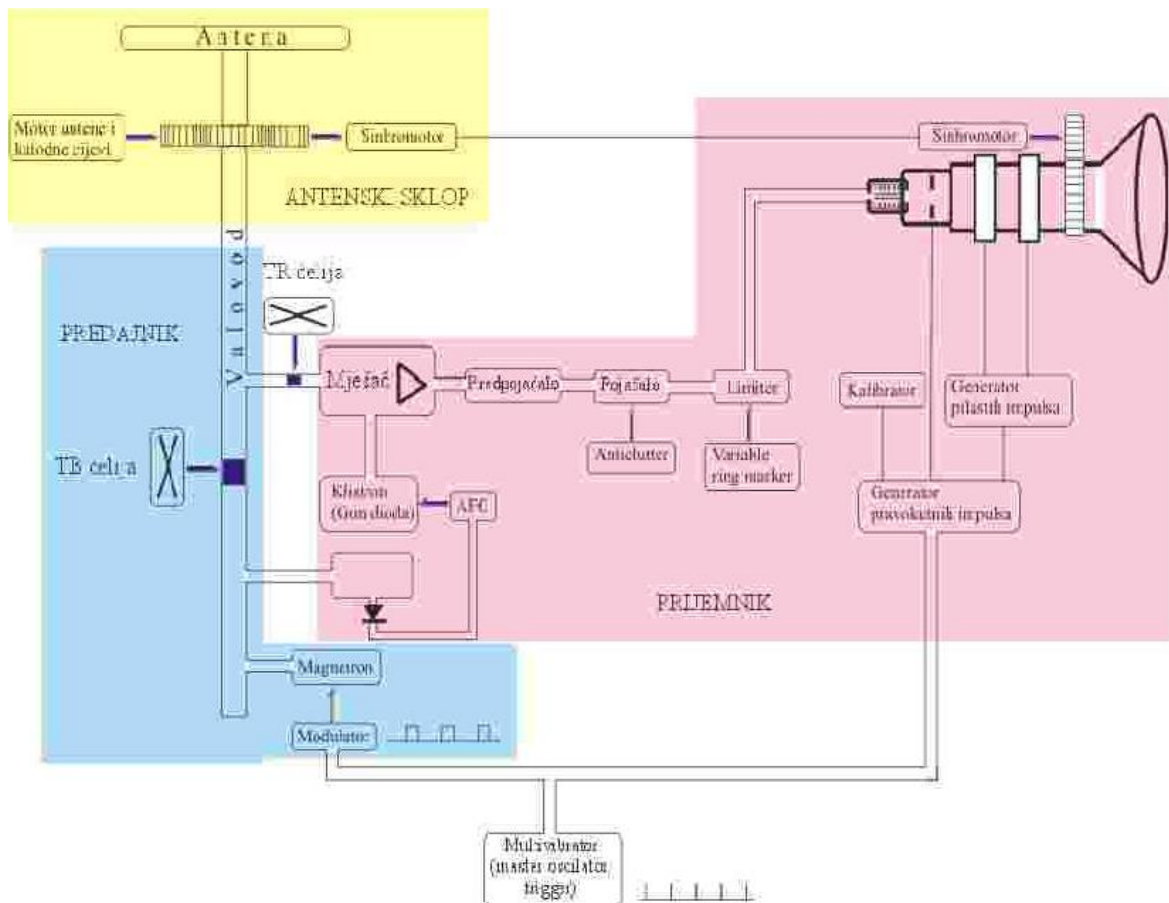 Antena
Motor antene i
katodne cijevi
Sinhromotor
Sinhromotor
ANTENSKI SKLOP
Valovod
TR ćelija
PREDAJNIK
Mješač
Predpojačalo
Pojačalo
Limiter
Kalibrator
Generator
pilastih impulsa
TB ćelija
Anticlutter
Variable
ring marker
Klistron
(Gun dioda)
AFC
Generator
pravokutnih impulsa
PRIJEMNIK
Magnetron
Modulator
Multivibrator
(master oscilator,
trigger)